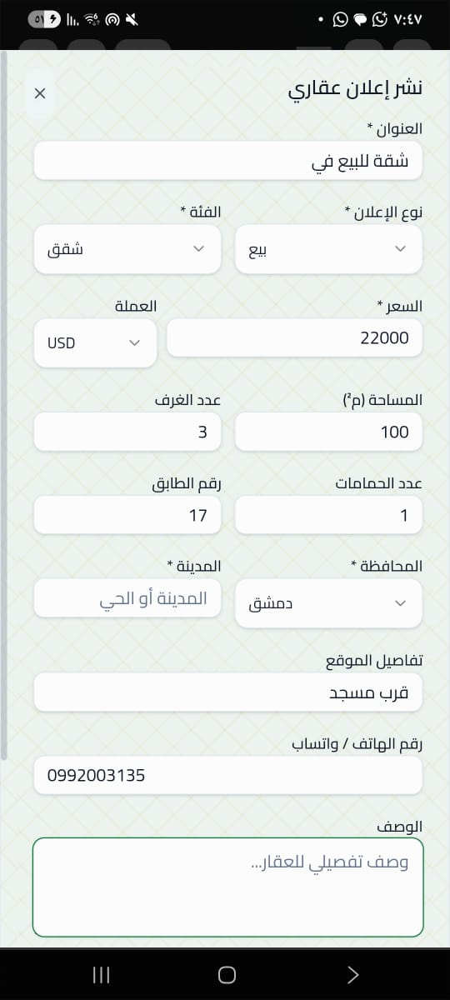 ٧:٤٧
٥١
نشر إعلان عقاري
العنوان *
شقة للبيع في
نوع الإعلان *
الفئة *
بيع
شقق
السعر *
العملة
22000
USD
المساحة (م²)
عدد الغرف
100
3
عدد الحمامات
رقم الطابق
1
17
المحافظة *
المدينة *
دمشق
المدينة أو الحي
تفاصيل الموقع
قرب مسجد
رقم الهاتف / واتساب
0992003135
الوصف
وصف تفصيلي للعقار...